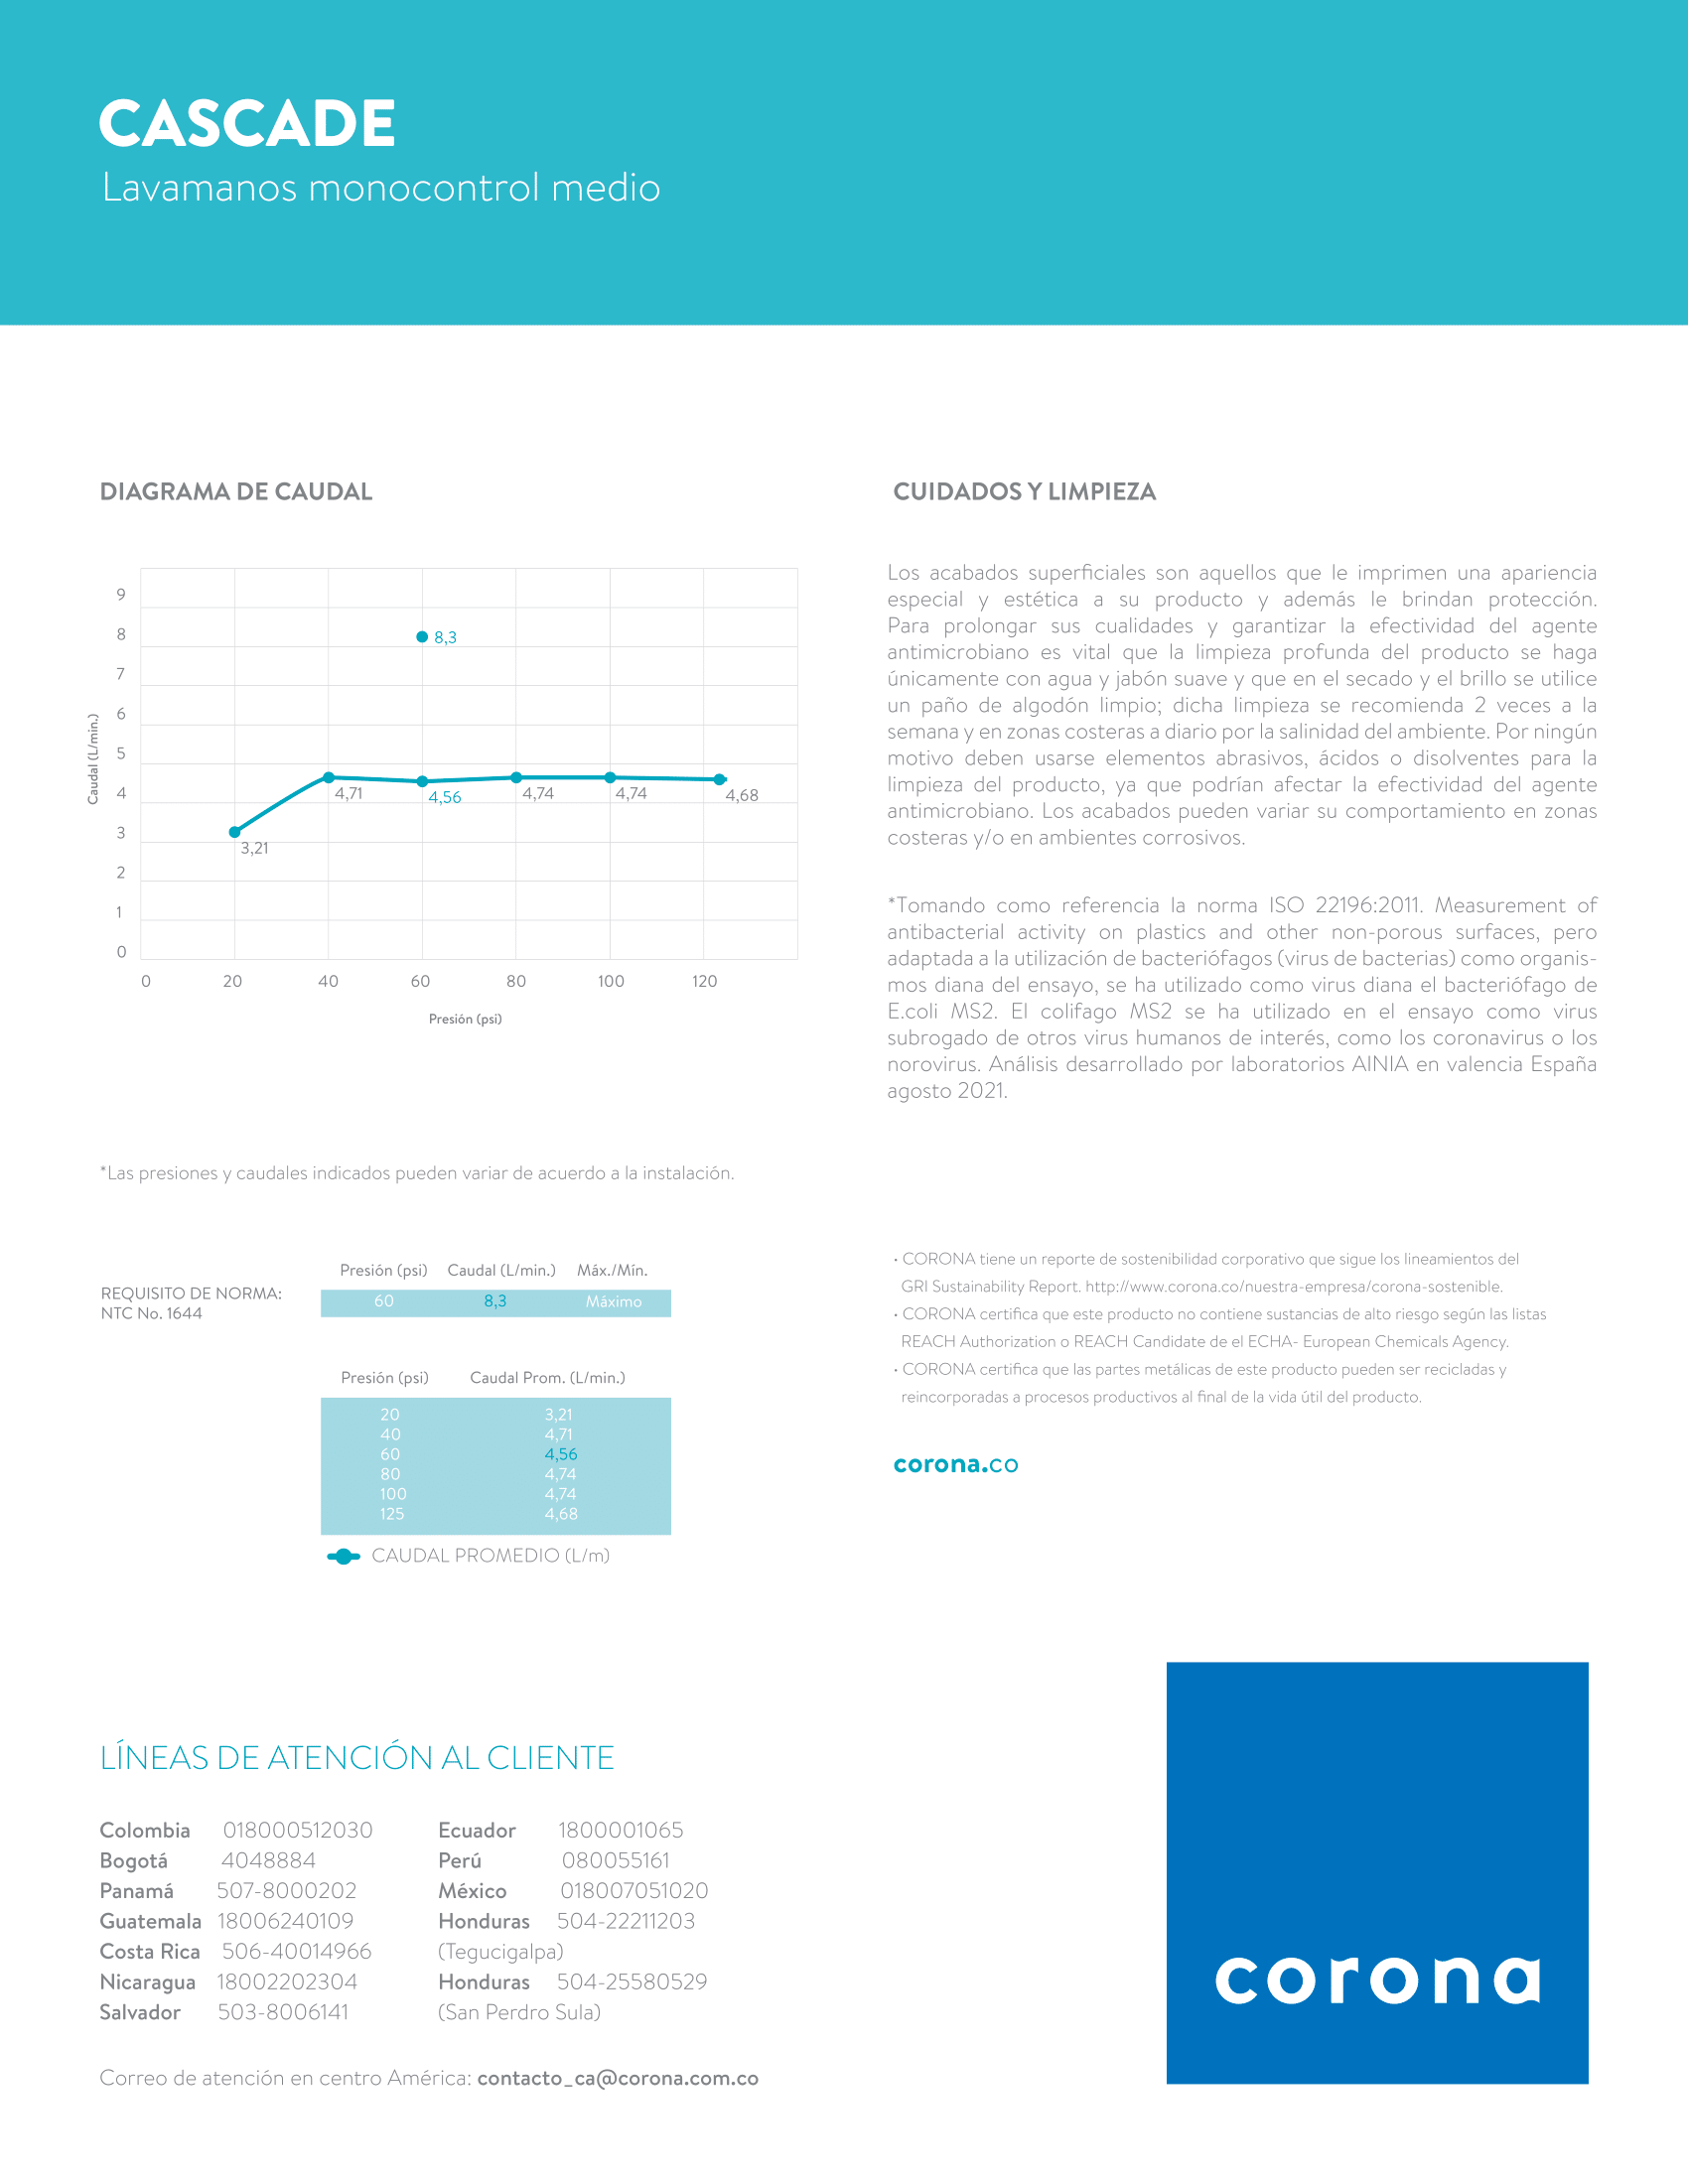 CASCADE
Lavamanos monocontrol medio
DIAGRAMA DE CAUDAL
9
8
7
6
5
4
3
2
1
0
Caudal (L/min.)
8,3
3,21
4,71
4,56
4,74
4,74
4,68
0 20 40 60 80 100 120
Presión (psi)
*Las presiones y caudales indicados pueden variar de acuerdo a la instalación.
REQUISITO DE NORMA:
NTC No. 1644
Presión (psi) Caudal (L/min.) Máx./Mín.
60 8,3 Máximo
Presión (psi) Caudal Prom. (L/min.)
20 3,21
40 4,71
60 4,56
80 4,74
100 4,74
125 4,68
CAUDAL PROMEDIO (L/m)
CUIDADOS Y LIMPIEZA
Los acabados superficiales son aquellos que le imprimen una apariencia
especial y estética a su producto y además le brindan protección.
Para prolongar sus cualidades y garantizar la efectividad del agente
antimicrobiano es vital que la limpieza profunda del producto se haga
únicamente con agua y jabón suave y que en el secado y el brillo se utilice
un paño de algodón limpio; dicha limpieza se recomienda 2 veces a la
semana y en zonas costeras a diario por la salinidad del ambiente. Por ningún
motivo deben usarse elementos abrasivos, ácidos o disolventes para la
limpieza del producto, ya que podrían afectar la efectividad del agente
antimicrobiano. Los acabados pueden variar su comportamiento en zonas
costeras y/o en ambientes corrosivos.
*Tomando como referencia la norma ISO 22196:2011. Measurement of
antibacterial activity on plastics and other non-porous surfaces, pero
adaptada a la utilización de bacteriófagos (virus de bacterias) como organis-
mos diana del ensayo, se ha utilizado como virus diana el bacteriófago de
E.coli MS2. El colifago MS2 se ha utilizado en el ensayo como virus
subrogado de otros virus humanos de interés, como los coronavirus o los
norovirus. Análisis desarrollado por laboratorios AINIA en valencia España
agosto 2021.
· CORONA tiene un reporte de sostenibilidad corporativo que sigue los lineamientos del
GRI Sustainability Report. http://www.corona.co/nuestra-empresa/corona-sostenible.
· CORONA certifica que este producto no contiene sustancias de alto riesgo según las listas
REACH Authorization o REACH Candidate de el ECHA- European Chemicals Agency.
· CORONA certifica que las partes metálicas de este producto pueden ser recicladas y
reincorporadas a procesos productivos al final de la vida útil del producto.
corona.co
LÍNEAS DE ATENCIÓN AL CLIENTE
Colombia 018000512030
Bogotá 4048884
Panamá 507-8000202
Guatemala 18006240109
Costa Rica 506-40014966
Nicaragua 18002202304
Salvador 503-8006141
Ecuador 1800001065
Perú 080055161
México 018007051020
Honduras 504-22211203
(Tegucigalpa)
Honduras 504-25580529
(San Perdro Sula)
Correo de atención en centro América: contacto_ca@corona.com.co
corona